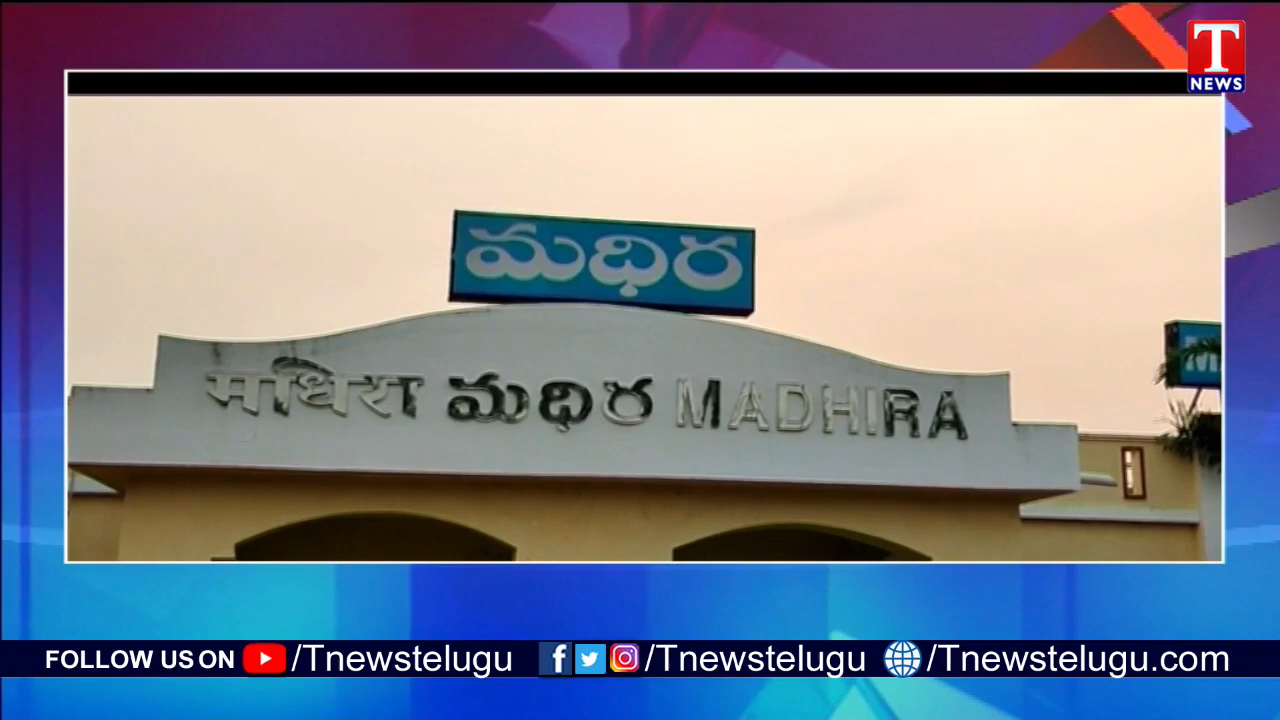 T
NEWS
మధిర
मधिरा మధిర MADHIRA
FOLLOW US ON /Tnewstelugu f /Tnewstelugu /Tnewstelugu.com